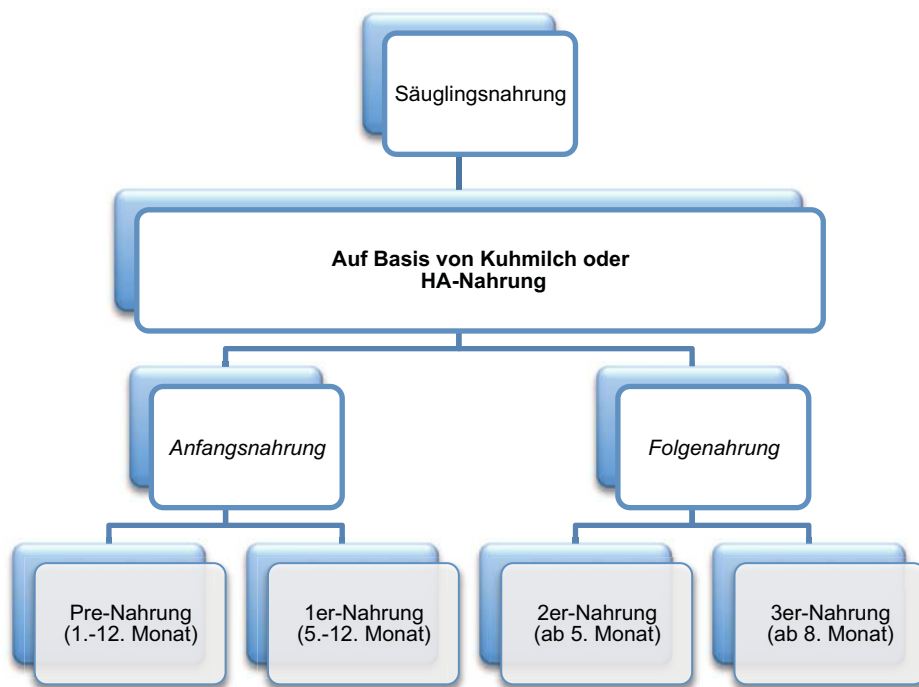 Säuglingsnahrung
Auf Basis von Kuhmilch oder
HA-Nahrung
Anfangsnahrung
Folgenahrung
Pre-Nahrung
(1.-12. Monat)
1er-Nahrung
(5.-12. Monat)
2er-Nahrung
(ab 5. Monat)
3er-Nahrung
(ab 8. Monat)